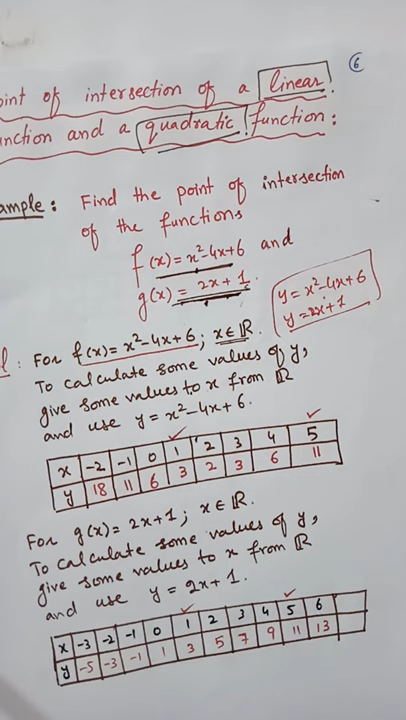 6
oint of intersection of a linear
nction and a quadratic function:
ample: Find the point of intersection
of the functions
f(x) = x²-4x+6 and
g(x) = 2x+1.
y=x²-4x+6
y=2x+1
l: For f(x)= x²-4x+6; x∈ℝ.
To calculate some values of y,
give some values to x from ℝ
and use y = x²-4x+6.
x -2 -1 0 1 2 3 4 5
y 18 11 6 3 2 3 6 11
For g(x) = 2x+1; x∈ℝ.
To calculate some values of y,
give some values to x from ℝ
and use y = 2x+1.
x -3 -2 -1 0 1 2 3 4 5 6
y -5 -3 -1 1 3 5 7 9 11 13